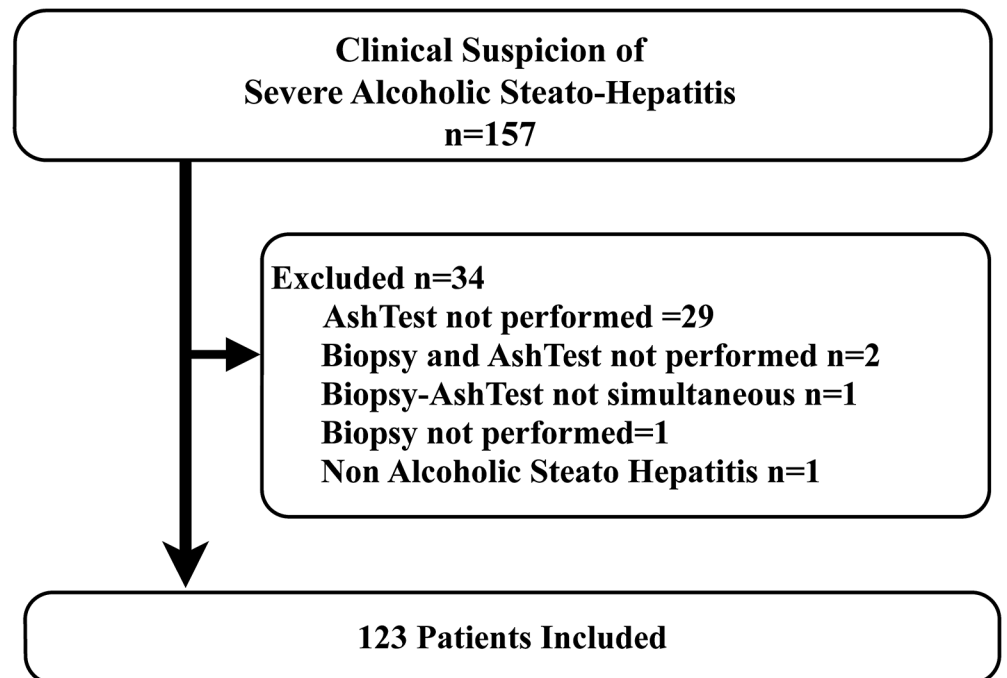 Clinical Suspicion of
Severe Alcoholic Steato-Hepatitis
n=157
Excluded n=34
AshTest not performed =29
Biopsy and AshTest not performed n=2
Biopsy-AshTest not simultaneous n=1
Biopsy not performed=1
Non Alcoholic Steato Hepatitis n=1
123 Patients Included